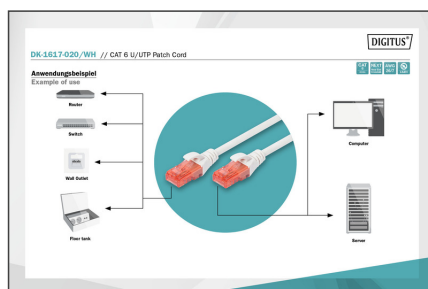 DIGITUS®
DK-1617-020/WH // CAT 6 U/UTP Patch Cord
Anwendungsbeispiel
Example of use
Router
Switch
Wall Outlet
Floor tank
Computer
Server